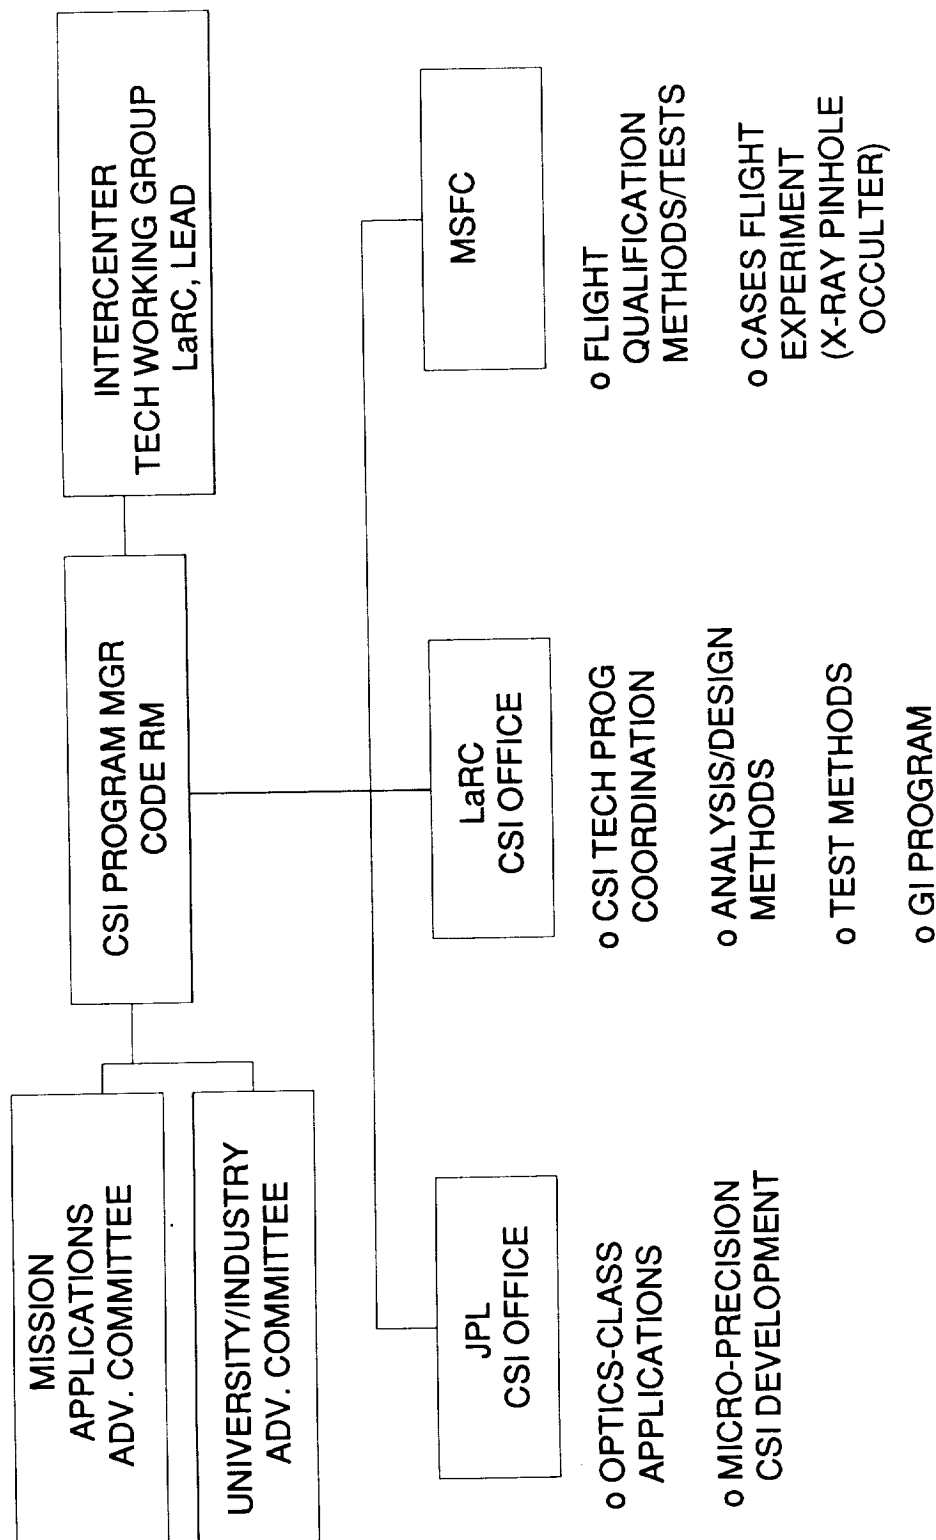 MISSION
APPLICATIONS
ADV. COMMITTEE
UNIVERSITY/INDUSTRY
ADV. COMMITTEE
CSI PROGRAM MGR
CODE RM
INTERCENTER
TECH WORKING GROUP
LaRC, LEAD
JPL
CSI OFFICE
o OPTICS-CLASS
APPLICATIONS
o MICRO-PRECISION
CSI DEVELOPMENT
LaRC
CSI OFFICE
o CSI TECH PROG
COORDINATION
o ANALYSIS/DESIGN
METHODS
o TEST METHODS
o GI PROGRAM
MSFC
o FLIGHT
QUALIFICATION
METHODS/TESTS
o CASES FLIGHT
EXPERIMENT
(X-RAY PINHOLE
OCCULTER)